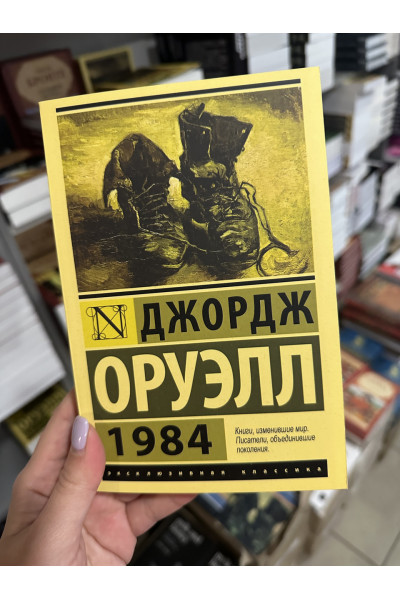 N
ДЖОРДЖ
ОРУЭЛЛ
1984
Книги, изменившие мир.
Писатели, объединившие
поколения.
эксклюзивная классика